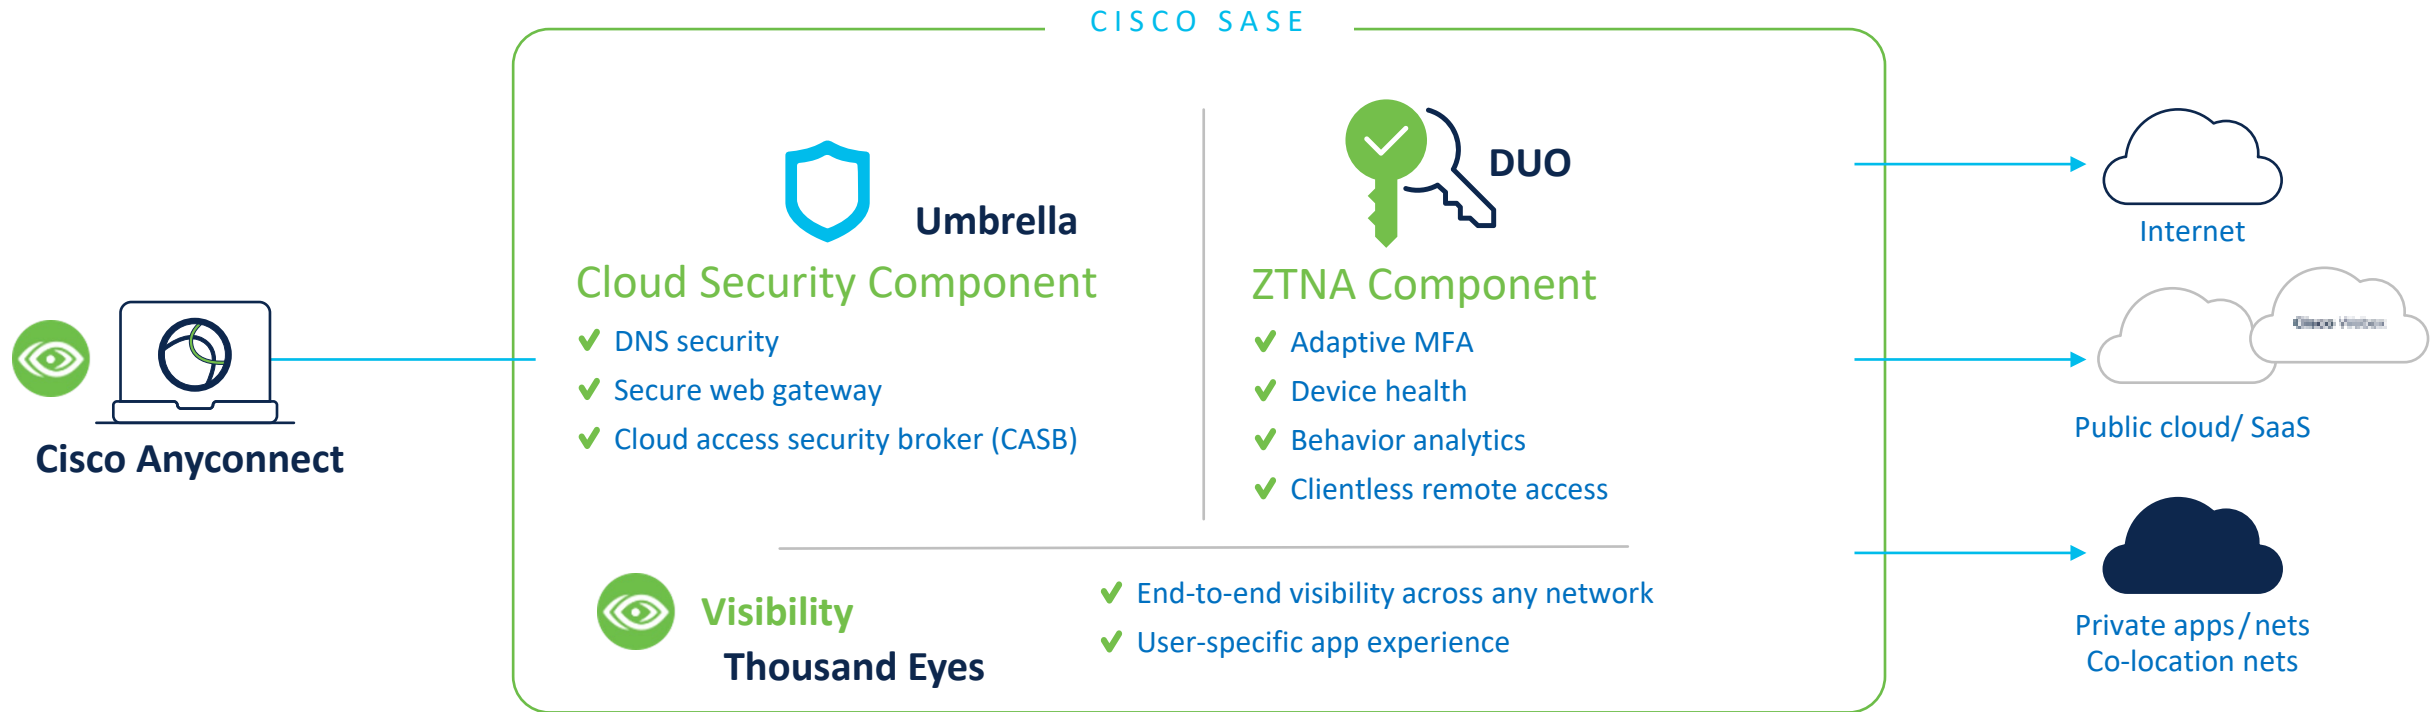 CISCO SASE
Umbrella
Cloud Security Component
DNS security
Secure web gateway
Cloud access security broker (CASB)
DUO
ZTNA Component
Adaptive MFA
Device health
Behavior analytics
Clientless remote access
Cisco Anyconnect
Visibility
Thousand Eyes
End-to-end visibility across any network
User-specific app experience
Internet
Cisco Webex
Public cloud/ SaaS
Private apps/nets
Co-location nets